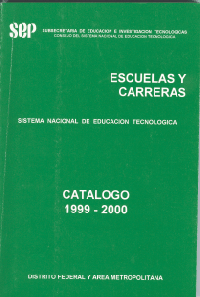 sep
SUBSECRETARIA DE EDUCACION E INVESTIGACION TECNOLOGICAS
CONSEJO DEL SISTEMA NACIONAL DE EDUCACION TECNOLOGICA
ESCUELAS Y
CARRERAS
SISTEMA NACIONAL DE EDUCACION TECNOLOGICA
CATALOGO
1999 - 2000
DISTRITO FEDERAL Y AREA METROPOLITANA